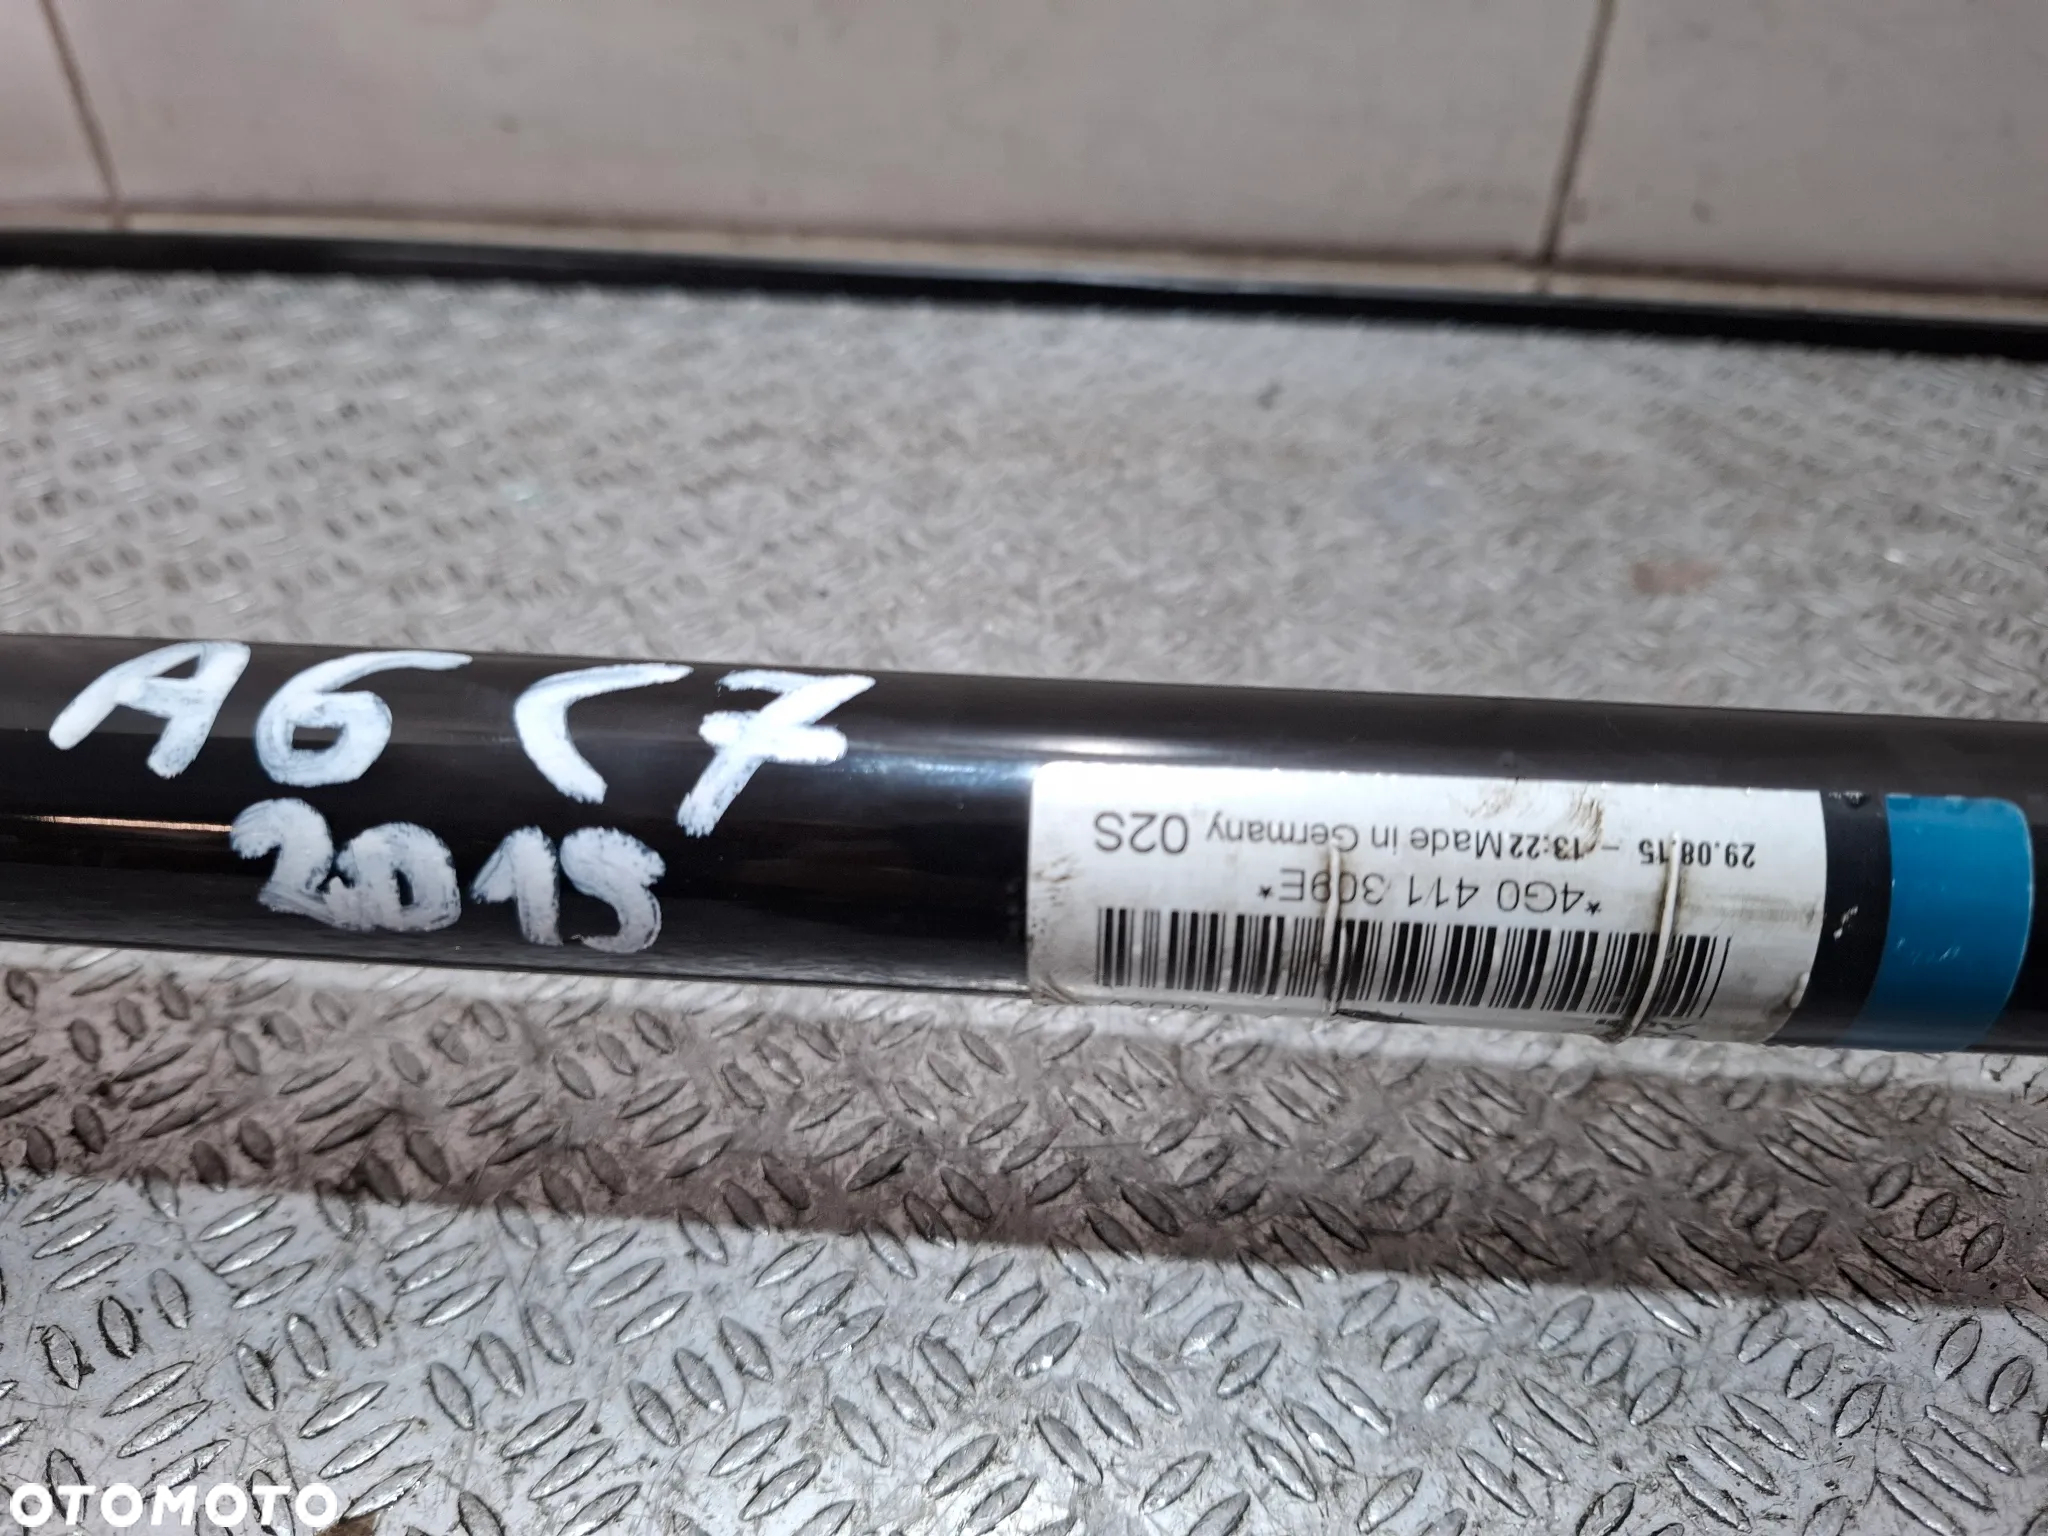 A6 C7
2015
*4G0 411 309E*
29.08.15 - 13:22 Made in Germany 02S
OTOMOTO